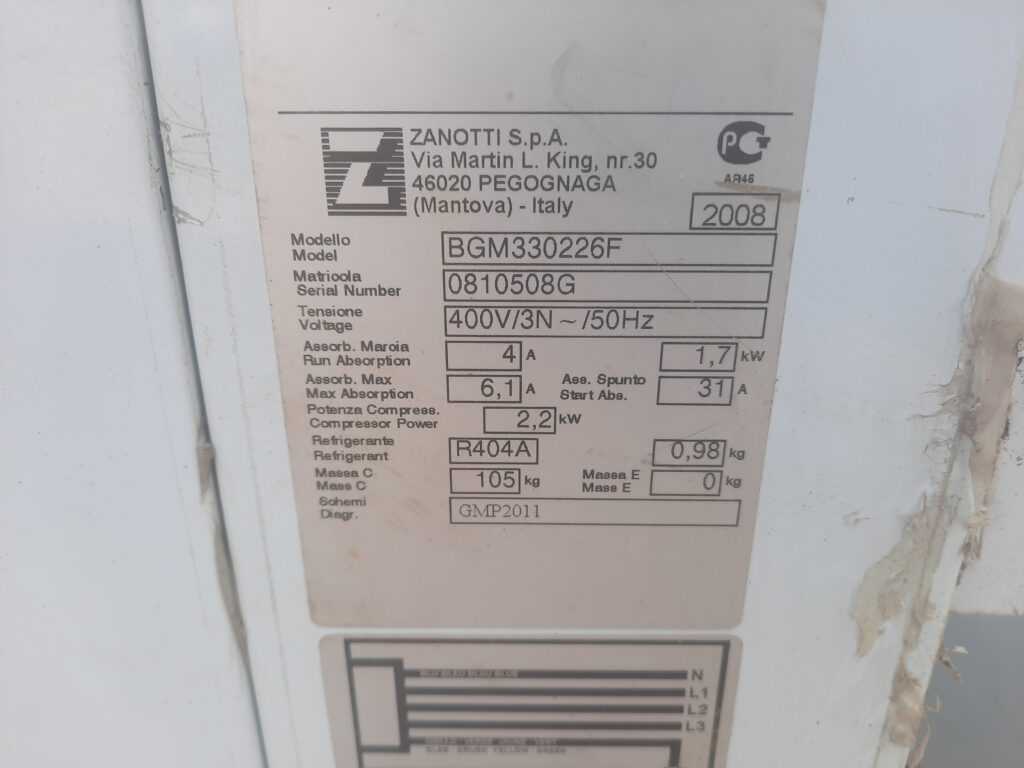 ZANOTTI S.p.A.
Via Martin L. King, nr.30
46020 PEGOGNAGA
(Mantova) - Italy
PG
AR46
2008
Modello
Model
BGM330226F
Matricola
Serial Number
0810508G
Tensione
Voltage
400V/3N ~ /50Hz
Assorb. Marcia
Run Absorption
4 A
1,7 kW
Assorb. Max
Max Absorption
6,1 A
Ass. Spunto
Start Abs.
31 A
Potenza Compress.
Compressor Power
2,2 kW
Refrigerante
Refrigerant
R404A
0,98 kg
Massa C
Mass C
105 kg
Massa E
Mass E
0 kg
Schemi
Diagr.
GMP2011
N
L1
L2
L3